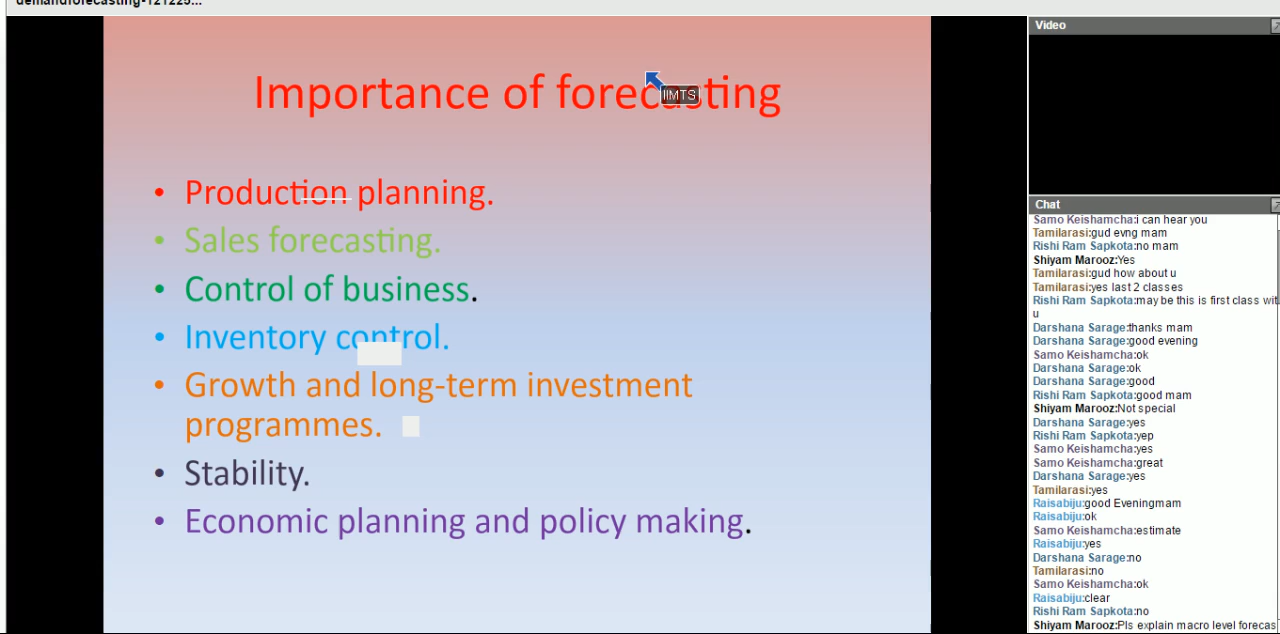 demandforecasting-121225...
Importance of forecasting
IIMTS
• Production planning.
• Sales forecasting.
• Control of business.
• Inventory control.
• Growth and long-term investment
programmes.
• Stability.
• Economic planning and policy making.
Video
Chat
Samo Keishamcha:i can hear you
Tamilarasi:gud evng mam
Rishi Ram Sapkota:no mam
Shiyam Marooz:Yes
Tamilarasi:gud how about u
Tamilarasi:yes last 2 classes
Rishi Ram Sapkota:may be this is first class wit
u
Darshana Sarage:thanks mam
Darshana Sarage:good evening
Samo Keishamcha:ok
Darshana Sarage:ok
Darshana Sarage:good
Rishi Ram Sapkota:good mam
Shiyam Marooz:Not special
Darshana Sarage:yes
Rishi Ram Sapkota:yep
Samo Keishamcha:yes
Samo Keishamcha:great
Darshana Sarage:yes
Tamilarasi:yes
Raisabiju:good Eveningmam
Raisabiju:ok
Samo Keishamcha:estimate
Raisabiju:yes
Darshana Sarage:no
Tamilarasi:no
Samo Keishamcha:ok
Raisabiju:clear
Rishi Ram Sapkota:no
Shiyam Marooz:Pls explain macro level forecas